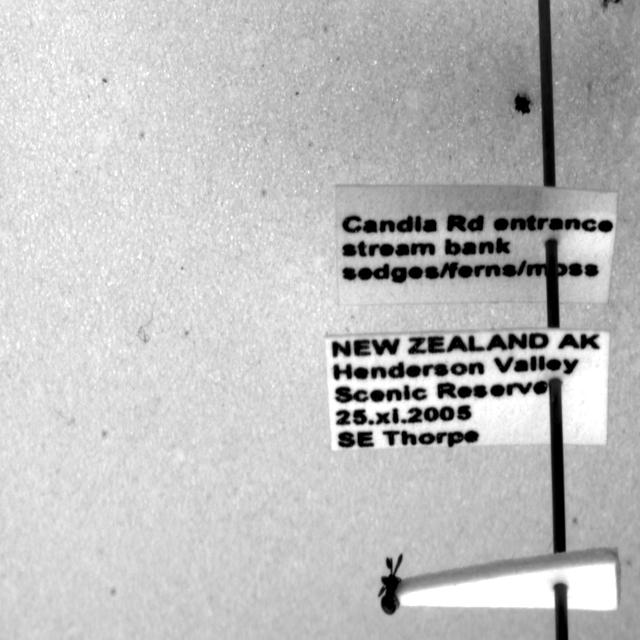 Candia Rd entrance
stream bank
sedges/ferns/moss
NEW ZEALAND AK
Henderson Valley
Scenic Reserve
25.xi.2005
SE Thorpe